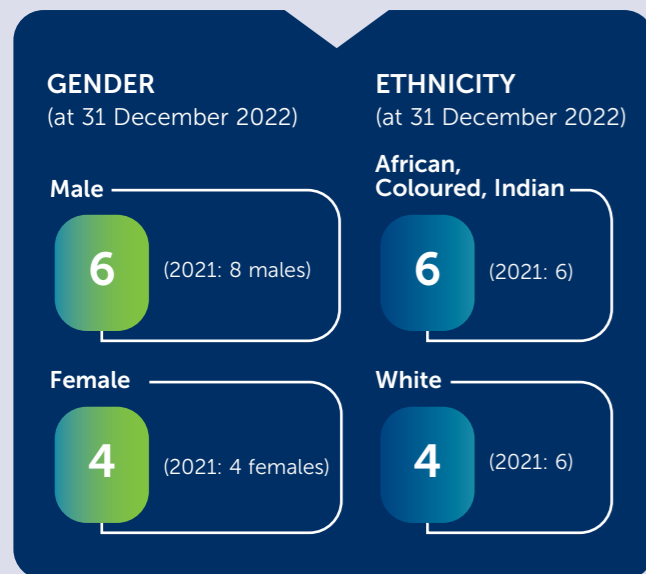 GENDER
(at 31 December 2022)
Male
6
(2021: 8 males)
Female
4
(2021: 4 females)
ETHNICITY
(at 31 December 2022)
African,
Coloured, Indian
6
(2021: 6)
White
4
(2021: 6)